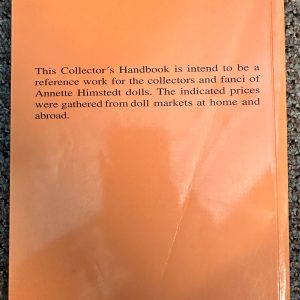 This Collector´s Handbook is intend to be a
reference work for the collectors and fanci of
Annette Himstedt dolls. The indicated prices
were gathered from doll markets at home and
abroad.